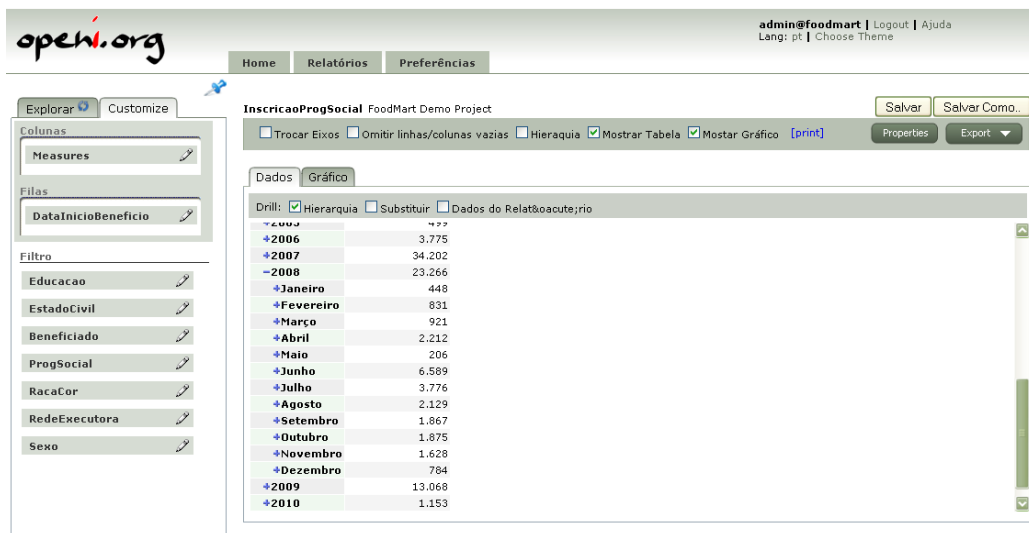 openi.org
admin@foodmart | Logout | Ajuda
Lang: pt | Choose Theme
Home Relatórios Preferências
Explorar Customize
Colunas
Measures
Filas
DataInicioBeneficio
Filtro
Educacao
EstadoCivil
Beneficiado
ProgSocial
RacaCor
RedeExecutora
Sexo
InscricaoProgSocial FoodMart Demo Project
Salvar Salvar Como..
Trocar Eixos Omitir linhas/colunas vazias Hieraquia Mostrar Tabela Mostar Gráfico [print]
Properties Export
Dados Gráfico
Drill: Hierarquia Substituir Dados do Relat&oacute;rio
+2005 499
+2006 3.775
+2007 34.202
-2008 23.266
+Janeiro 448
+Fevereiro 831
+Março 921
+Abril 2.212
+Maio 206
+Junho 6.589
+Julho 3.776
+Agosto 2.129
+Setembro 1.867
+Outubro 1.875
+Novembro 1.628
+Dezembro 784
+2009 13.068
+2010 1.153